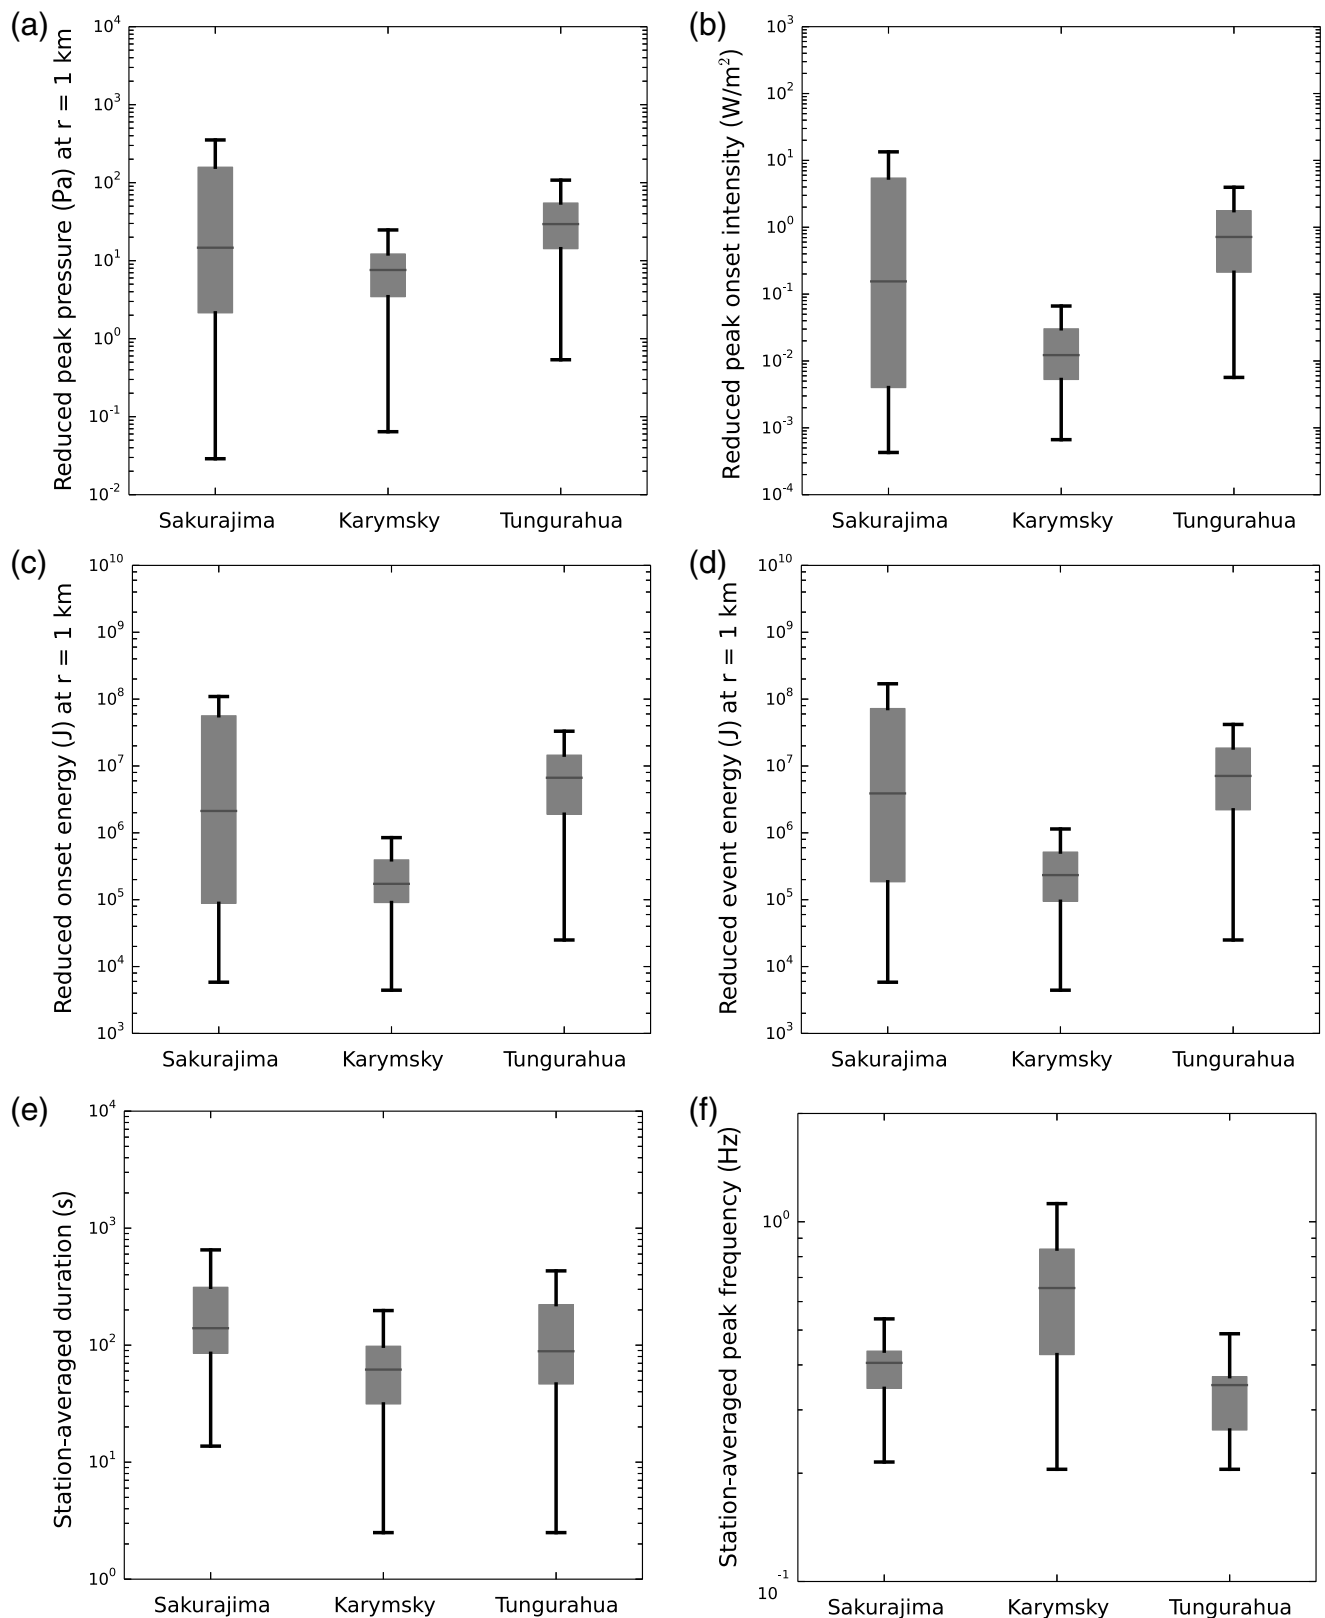 (a)
Reduced peak pressure (Pa) at r = 1 km
10^4
10^3
10^2
10^1
10^0
10^-1
10^-2
Sakurajima Karymsky Tungurahua
(b)
Reduced peak onset intensity (W/m^2)
10^3
10^2
10^1
10^0
10^-1
10^-2
10^-3
10^-4
Sakurajima Karymsky Tungurahua
(c)
Reduced onset energy (J) at r = 1 km
10^10
10^9
10^8
10^7
10^6
10^5
10^4
10^3
Sakurajima Karymsky Tungurahua
(d)
Reduced event energy (J) at r = 1 km
10^10
10^9
10^8
10^7
10^6
10^5
10^4
10^3
Sakurajima Karymsky Tungurahua
(e)
Station-averaged duration (s)
10^4
10^3
10^2
10^1
10^0
Sakurajima Karymsky Tungurahua
(f)
Station-averaged peak frequency (Hz)
10^0
10^-1
Sakurajima Karymsky Tungurahua